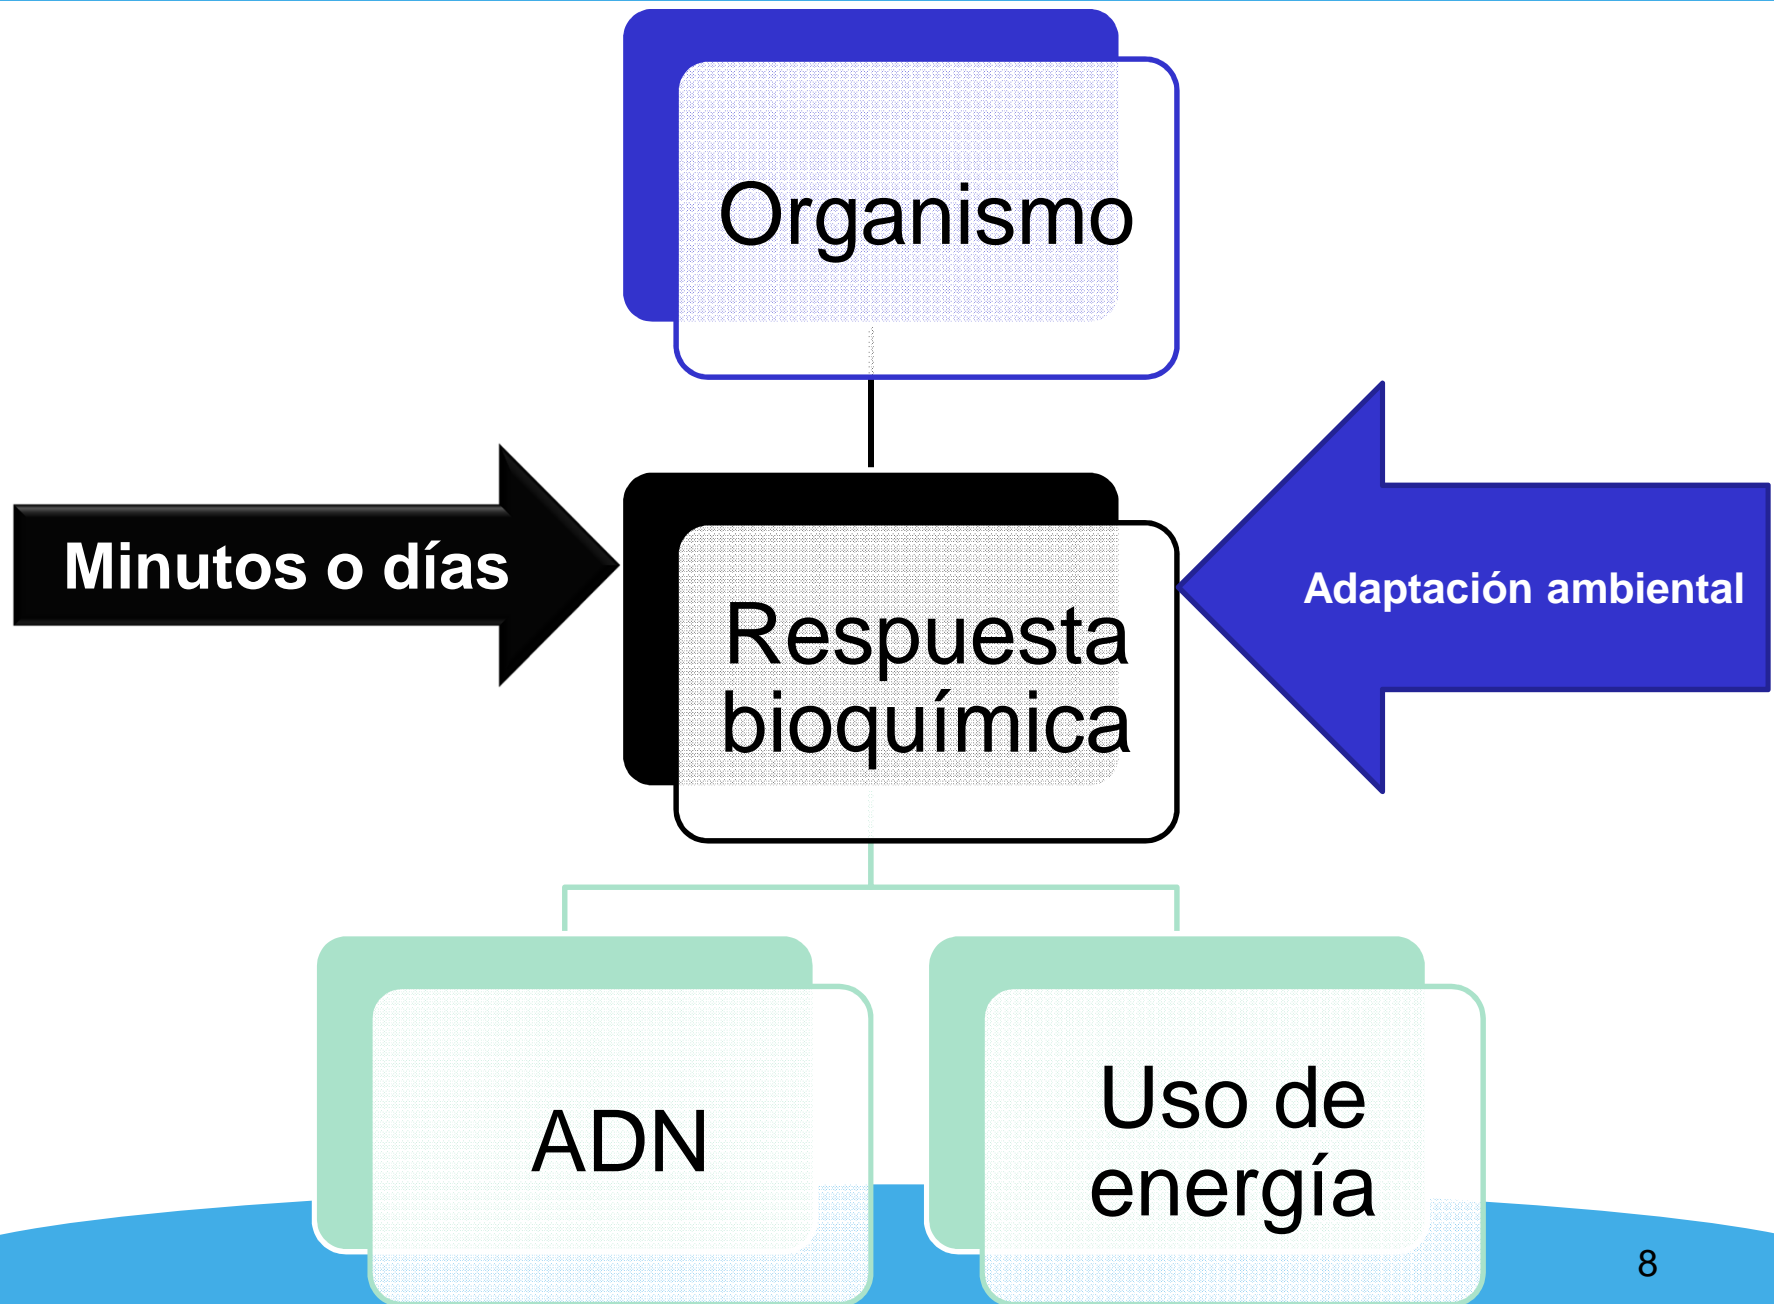 Organismo
Minutos o días
Adaptación ambiental
Respuesta
bioquímica
ADN
Uso de
energía
8